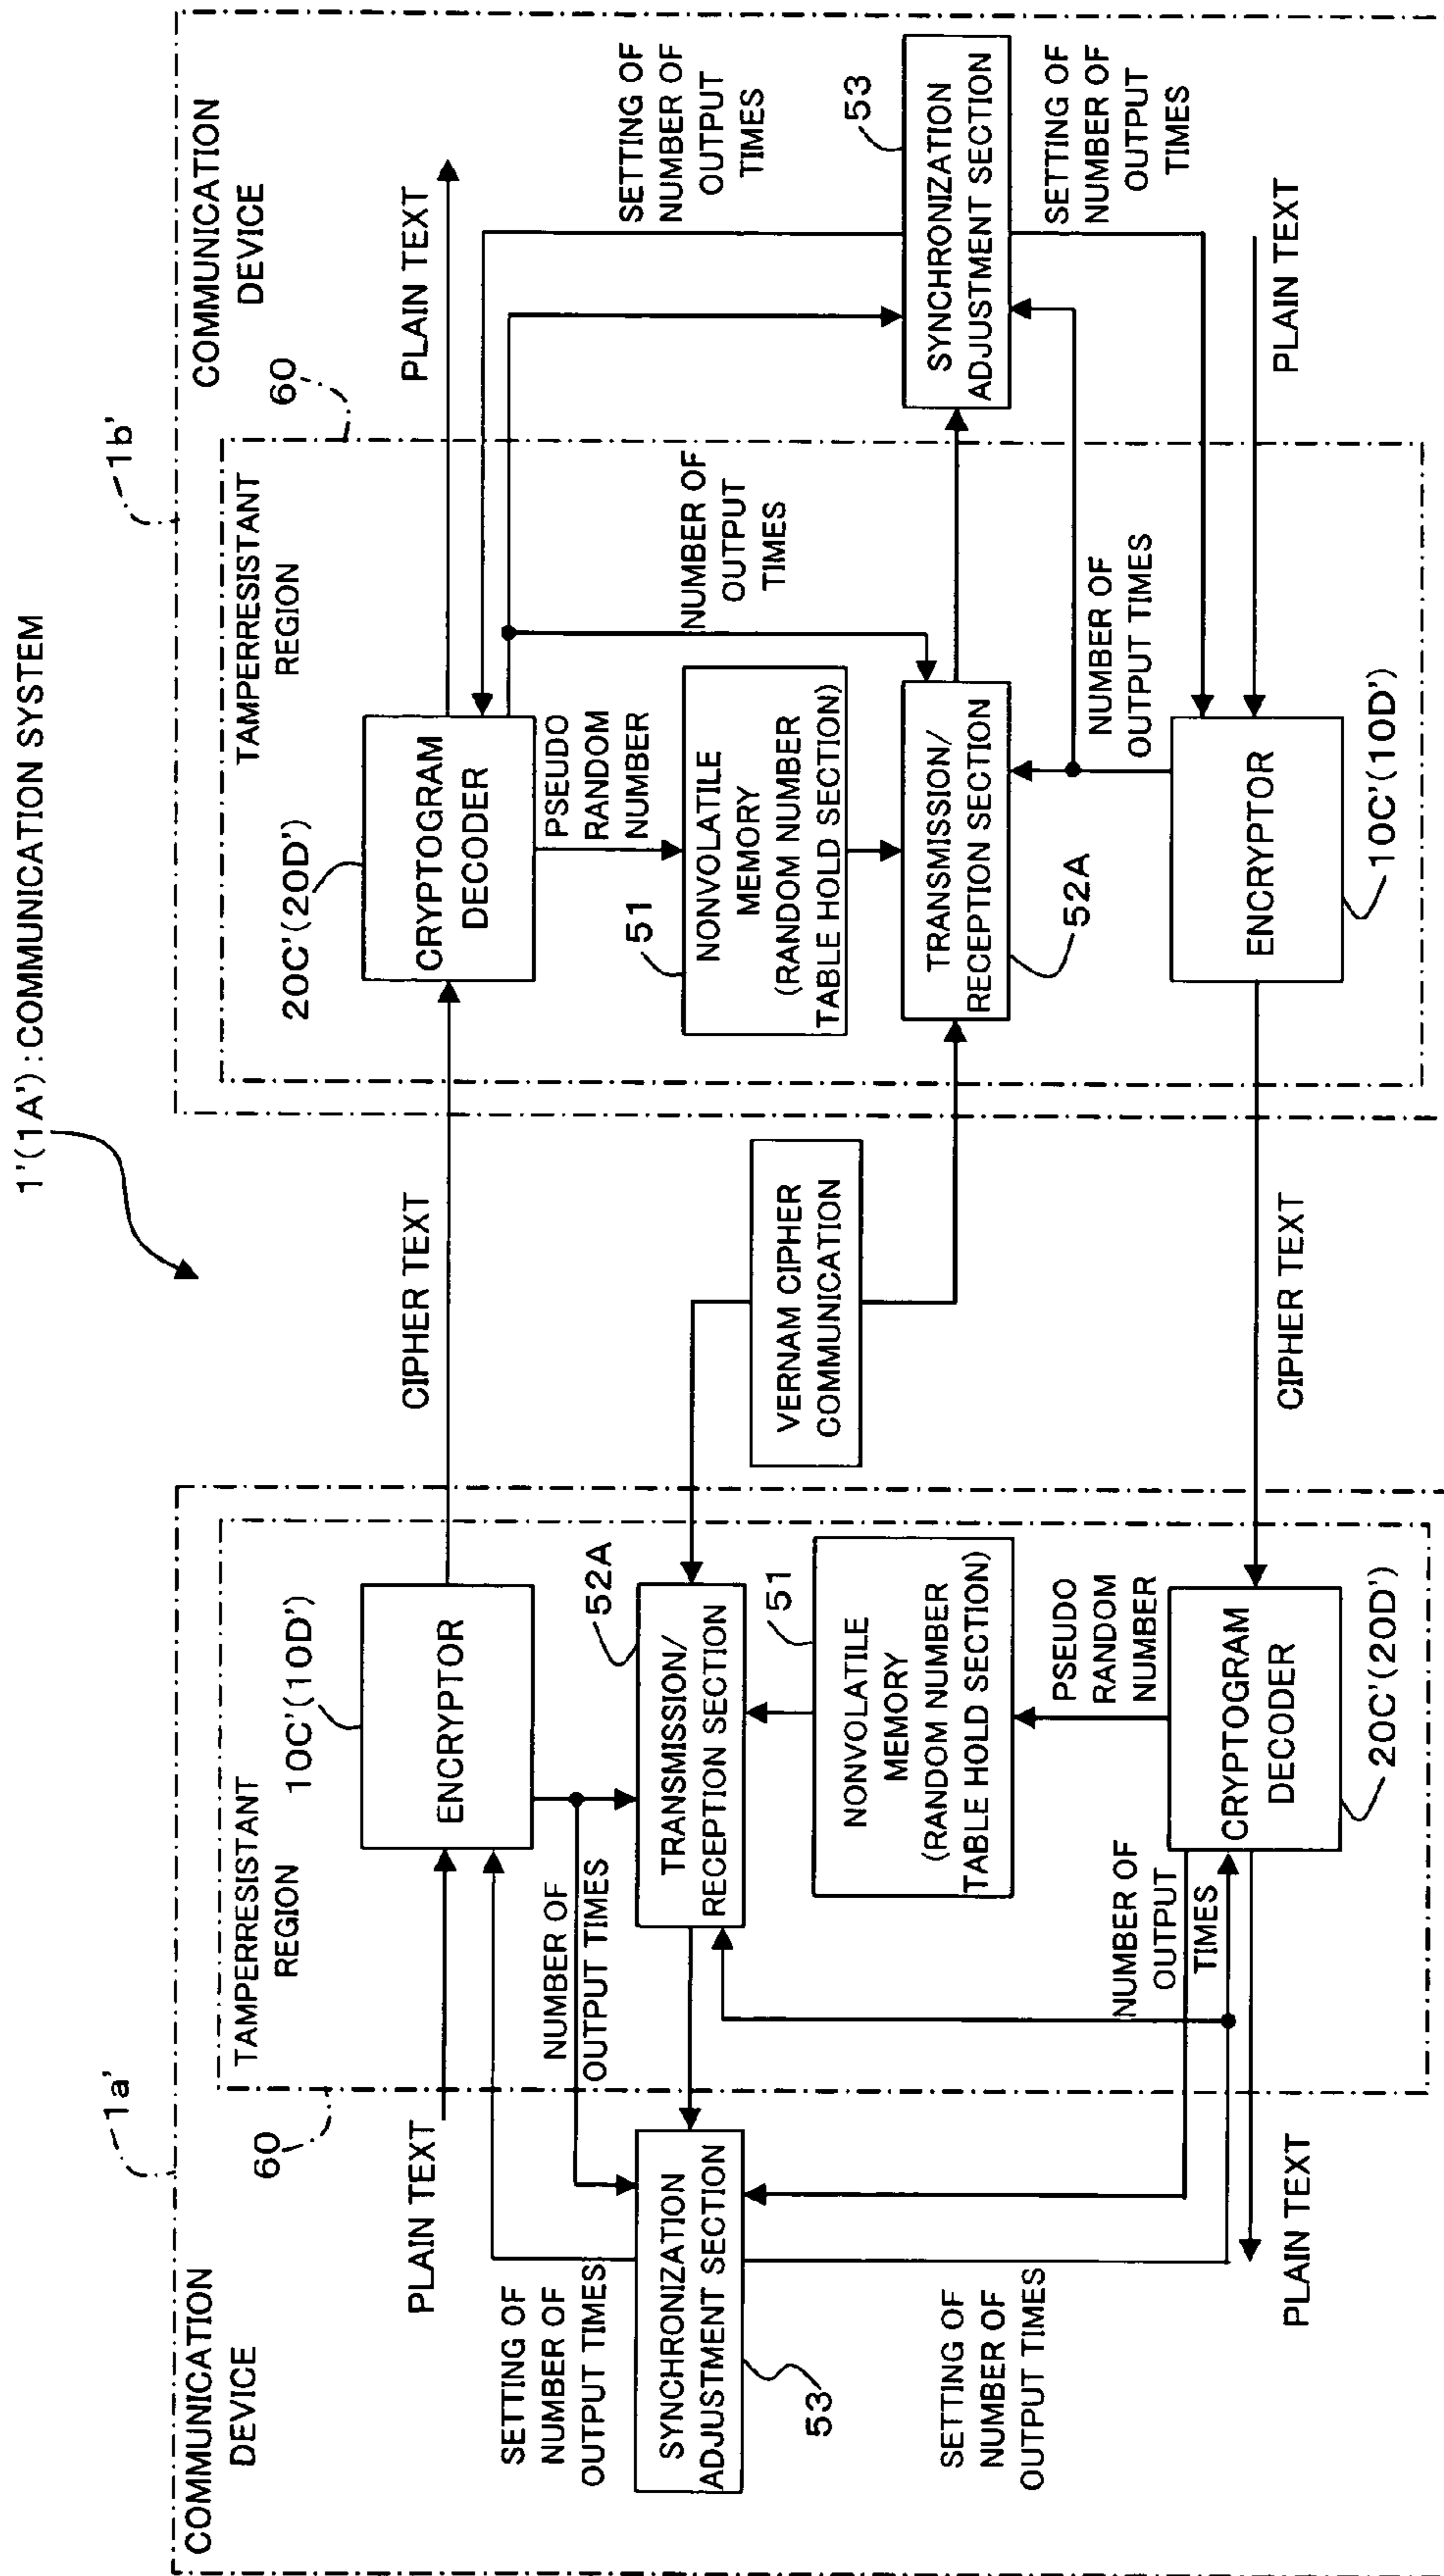 1'(1A'):COMMUNICATION SYSTEM
COMMUNICATION
DEVICE
1a'
60
TAMPERRESISTANT
REGION
PLAIN TEXT
10C'(10D')
ENCRYPTOR
CIPHER TEXT
SETTING OF
NUMBER OF
OUTPUT TIMES
NUMBER OF
OUTPUT TIMES
52A
TRANSMISSION/
RECEPTION SECTION
SYNCHRONIZATION
ADJUSTMENT SECTION
53
51
NONVOLATILE
MEMORY
(RANDOM NUMBER
TABLE HOLD SECTION)
SETTING OF
NUMBER OF
OUTPUT TIMES
NUMBER OF
OUTPUT
TIMES
PSEUDO
RANDOM
NUMBER
CRYPTOGRAM
DECODER
20C'(20D')
PLAIN TEXT
CIPHER TEXT
VERNAM CIPHER
COMMUNICATION
COMMUNICATION
DEVICE
1b'
60
TAMPERRESISTANT
REGION
20C'(20D')
CRYPTOGRAM
DECODER
PLAIN TEXT
PSEUDO
RANDOM
NUMBER
NUMBER OF
OUTPUT
TIMES
SETTING OF
NUMBER OF
OUTPUT
TIMES
51
NONVOLATILE
MEMORY
(RANDOM NUMBER
TABLE HOLD SECTION)
TRANSMISSION/
RECEPTION SECTION
52A
53
SYNCHRONIZATION
ADJUSTMENT SECTION
NUMBER OF
OUTPUT TIMES
SETTING OF
NUMBER OF
OUTPUT
TIMES
ENCRYPTOR
10C'(10D')
PLAIN TEXT